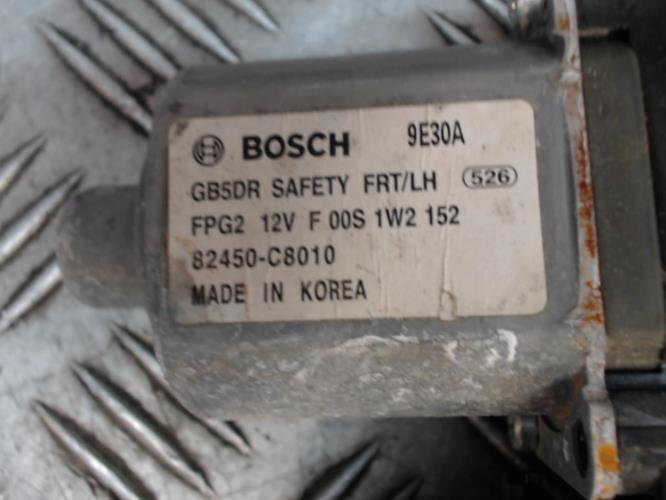 BOSCH 9E30A
GB5DR SAFETY FRT/LH 526
FPG2 12V F 00S 1W2 152
82450-C8010
MADE IN KOREA